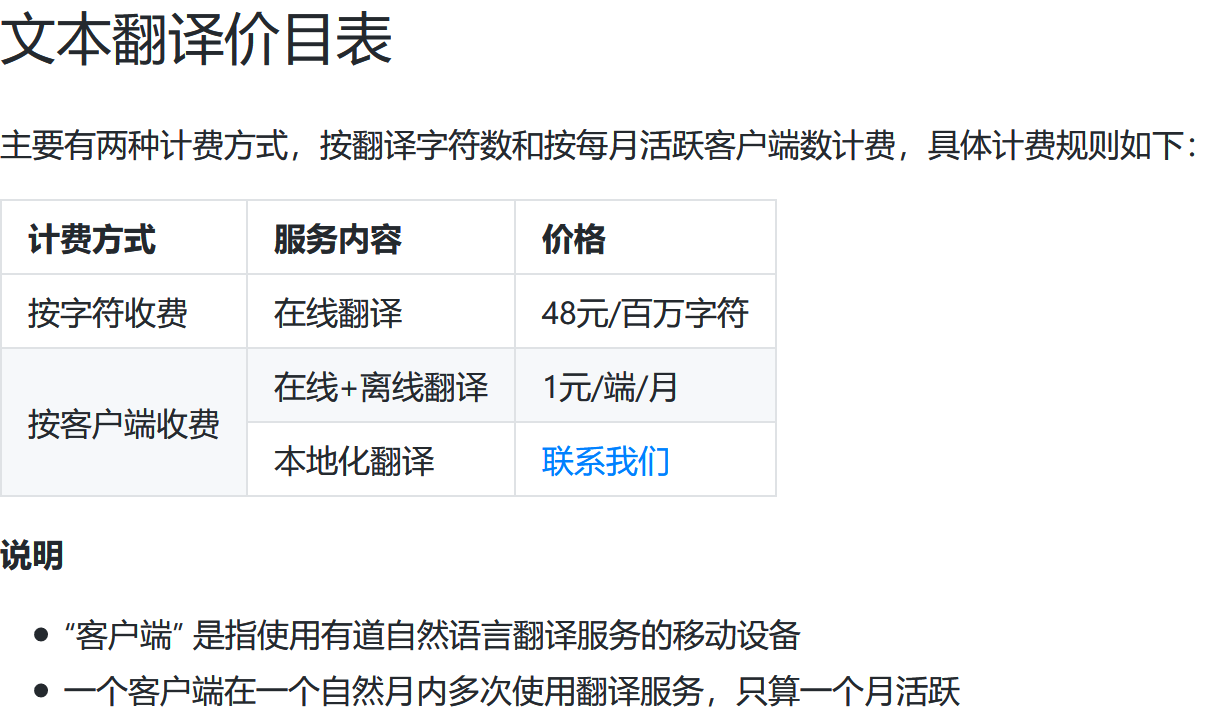 文本翻译价目表
主要有两种计费方式，按翻译字符数和按每月活跃客户端数计费，具体计费规则如下：
计费方式 服务内容 价格
按字符收费 在线翻译 48元/百万字符
按客户端收费 在线+离线翻译 1元/端/月
本地化翻译 联系我们
说明
“客户端” 是指使用有道自然语言翻译服务的移动设备
一个客户端在一个自然月内多次使用翻译服务，只算一个月活跃